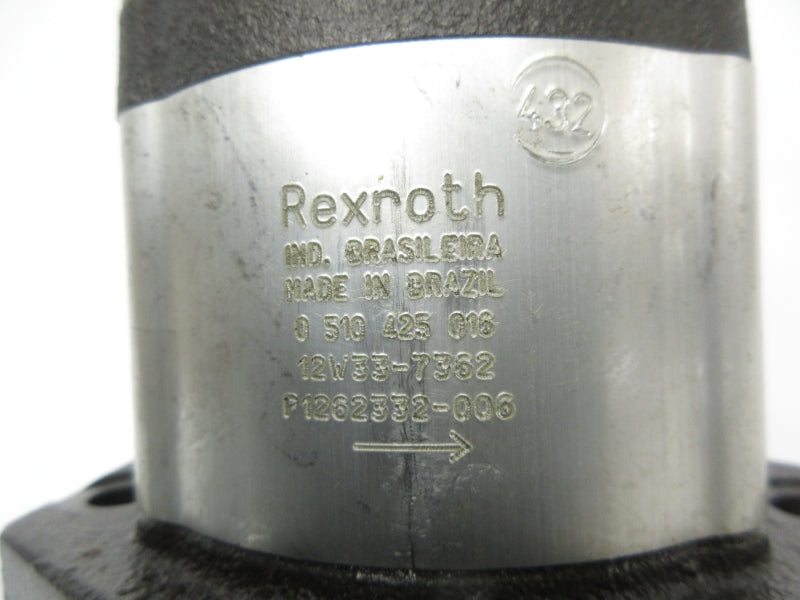 432
Rexroth
IND. BRASILEIRA
MADE IN BRAZIL
0 510 425 016
12W33-7362
P1262332-006